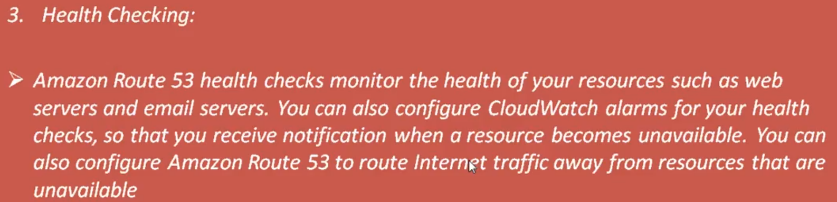 3. Health Checking:
➤ Amazon Route 53 health checks monitor the health of your resources such as web
servers and email servers. You can also configure CloudWatch alarms for your health
checks, so that you receive notification when a resource becomes unavailable. You can
also configure Amazon Route 53 to route Internet traffic away from resources that are
unavailable